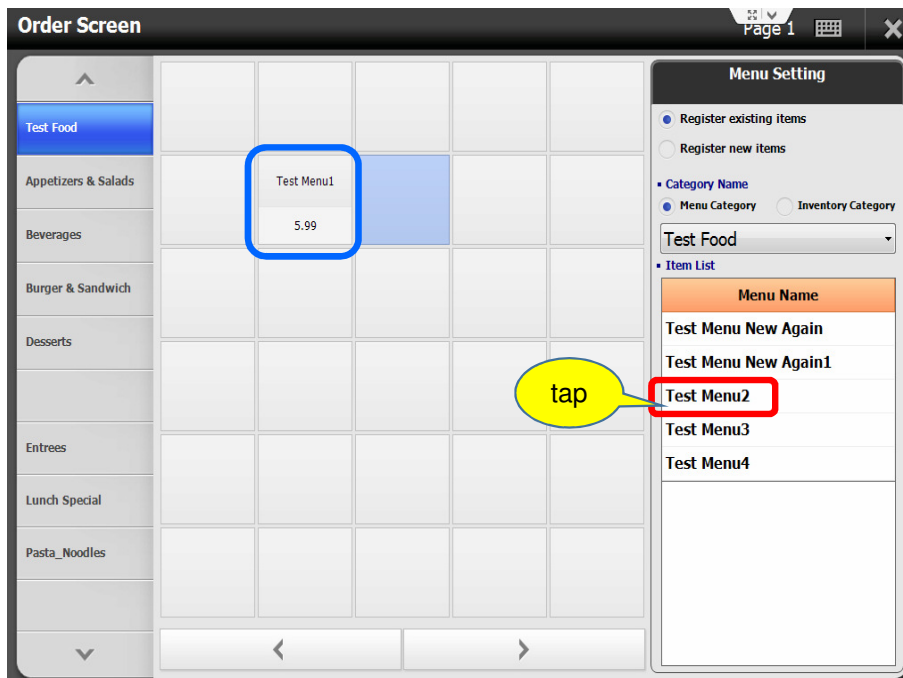 Order Screen
Page 1
Test Food
Appetizers & Salads
Beverages
Burger & Sandwich
Desserts
Entrees
Lunch Special
Pasta_Noodles
Test Menu1
5.99
tap
Menu Setting
Register existing items
Register new items
Category Name
Menu Category
Inventory Category
Test Food
Item List
Menu Name
Test Menu New Again
Test Menu New Again1
Test Menu2
Test Menu3
Test Menu4